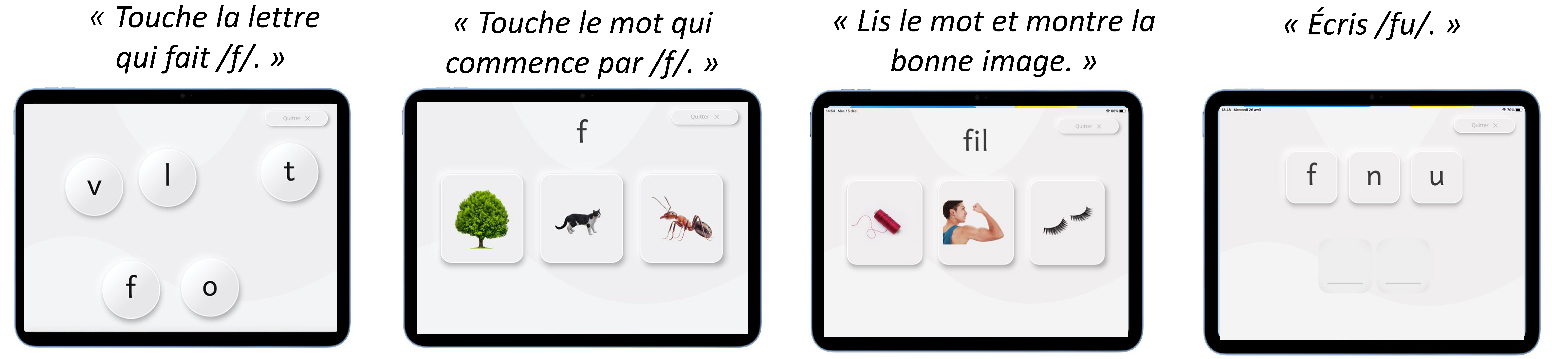 « Touche la lettre
qui fait /f/. »
Quitter ×
v
l
t
f
o
« Touche le mot qui
commence par /f/. »
Quitter ×
f
« Lis le mot et montre la
bonne image. »
Quitter ×
fil
« Écris /fu/. »
Quitter ×
f n u